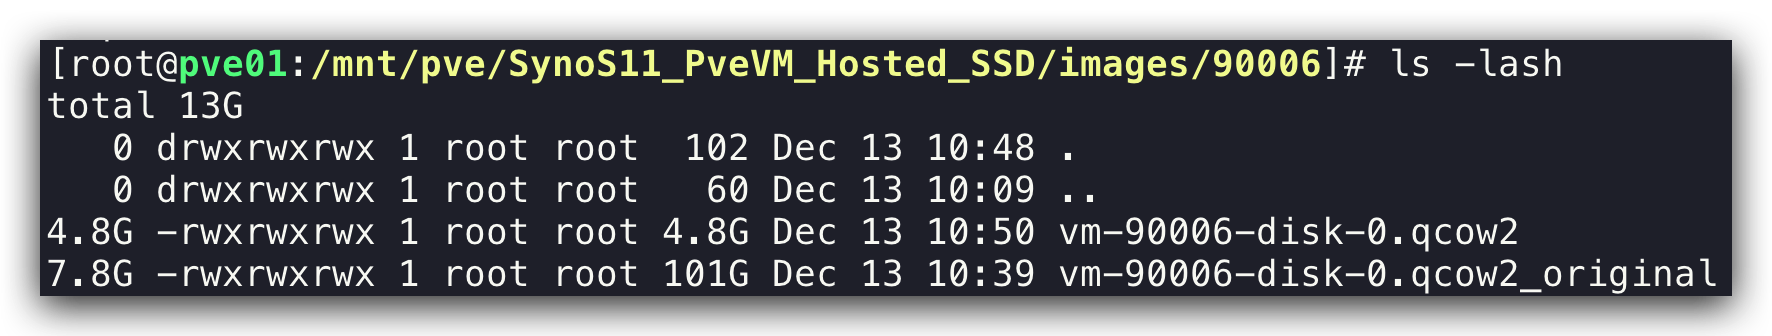 [root@pve01:/mnt/pve/SynoS11_PveVM_Hosted_SSD/images/90006]# ls -lash
total 13G
   0 drwxrwxrwx 1 root root  102 Dec 13 10:48 .
   0 drwxrwxrwx 1 root root   60 Dec 13 10:09 ..
4.8G -rwxrwxrwx 1 root root 4.8G Dec 13 10:50 vm-90006-disk-0.qcow2
7.8G -rwxrwxrwx 1 root root 101G Dec 13 10:39 vm-90006-disk-0.qcow2_original